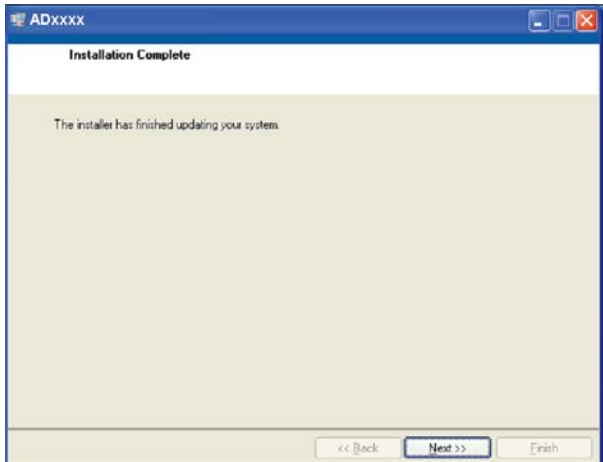 ADxxxx
Installation Complete
The installer has finished updating your system.
<< Back Next >> Finish